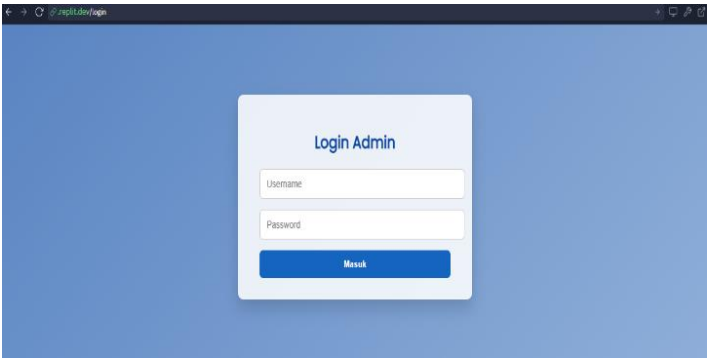 .replit.dev/login
Login Admin
Username
Password
Masuk